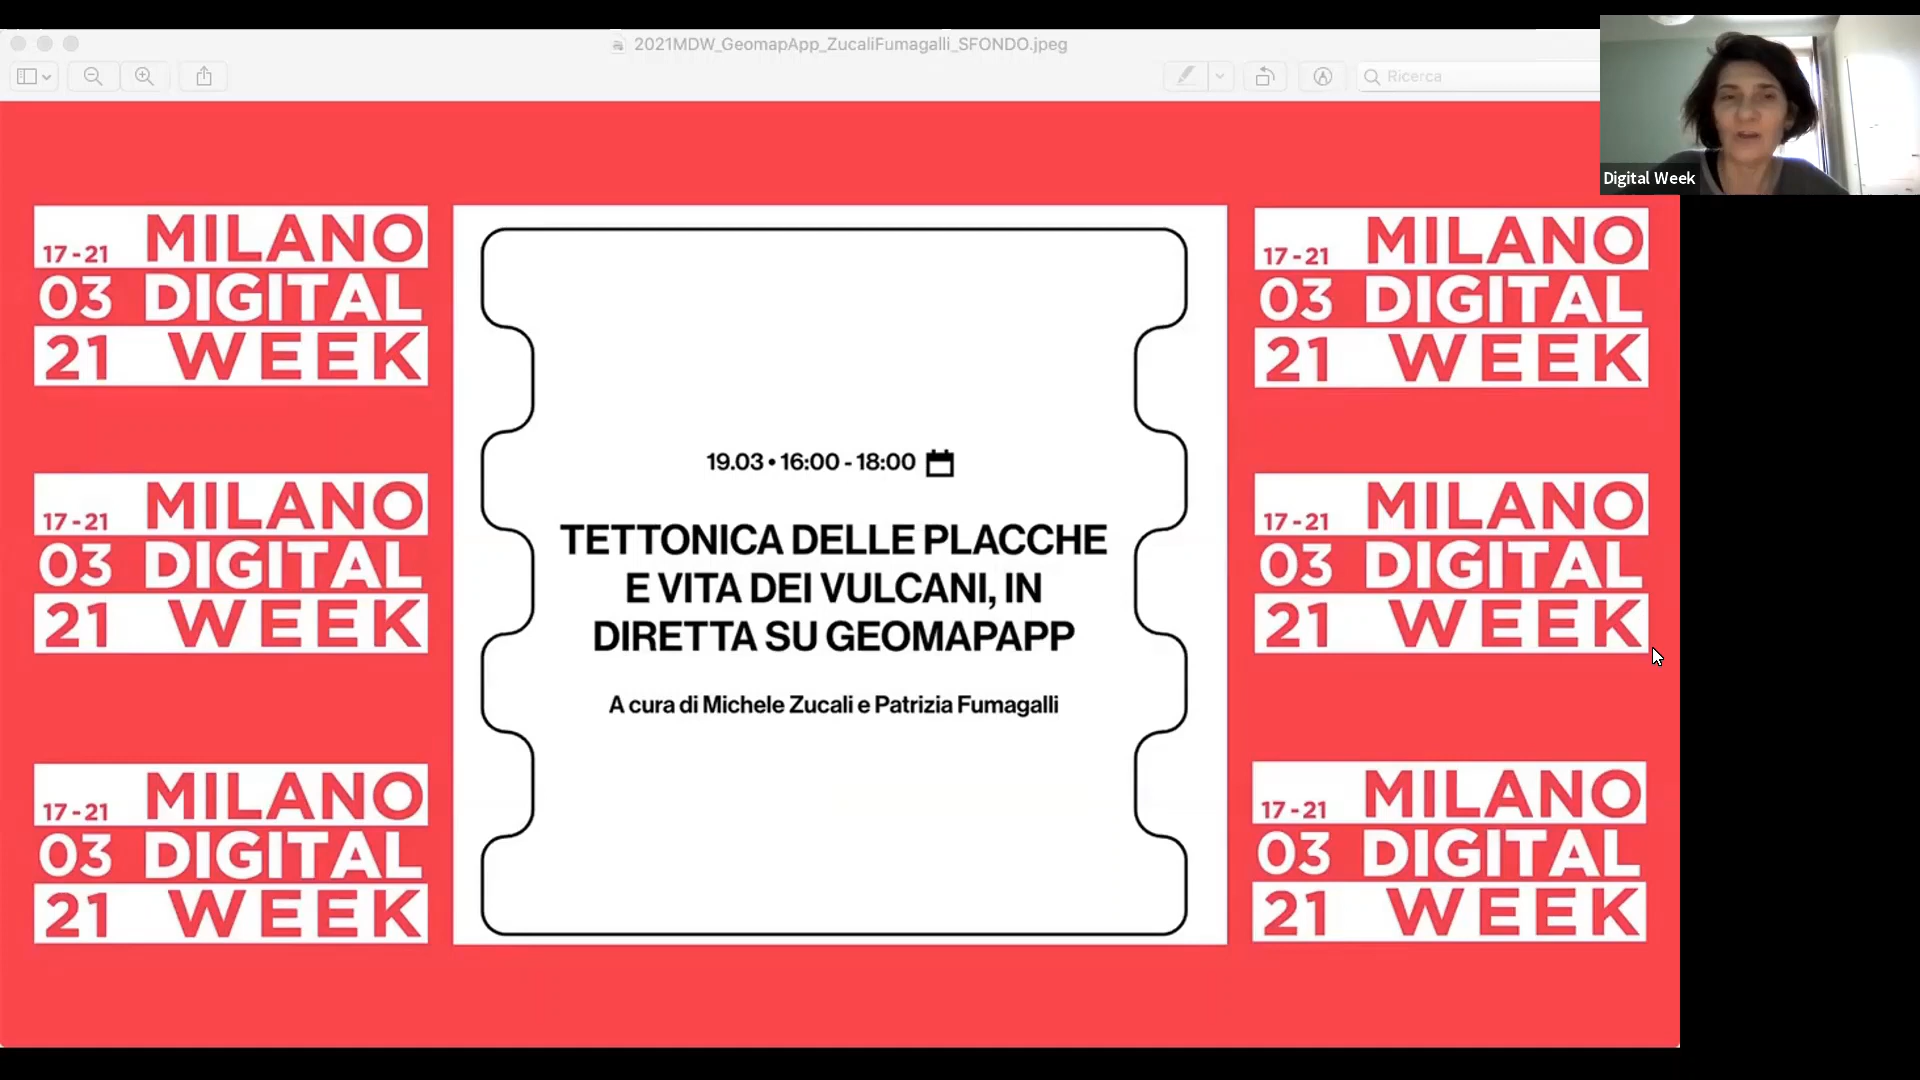 2021MDW_GeomapApp_ZucaliFumagalli_SFONDO.jpeg
Ricerca
Digital Week
17-21 MILANO
03 DIGITAL
21 WEEK
17-21 MILANO
03 DIGITAL
21 WEEK
17-21 MILANO
03 DIGITAL
21 WEEK
19.03 • 16:00 - 18:00
TETTONICA DELLE PLACCHE
E VITA DEI VULCANI, IN
DIRETTA SU GEOMAPAPP
A cura di Michele Zucali e Patrizia Fumagalli
17-21 MILANO
03 DIGITAL
21 WEEK
17-21 MILANO
03 DIGITAL
21 WEEK
17-21 MILANO
03 DIGITAL
21 WEEK